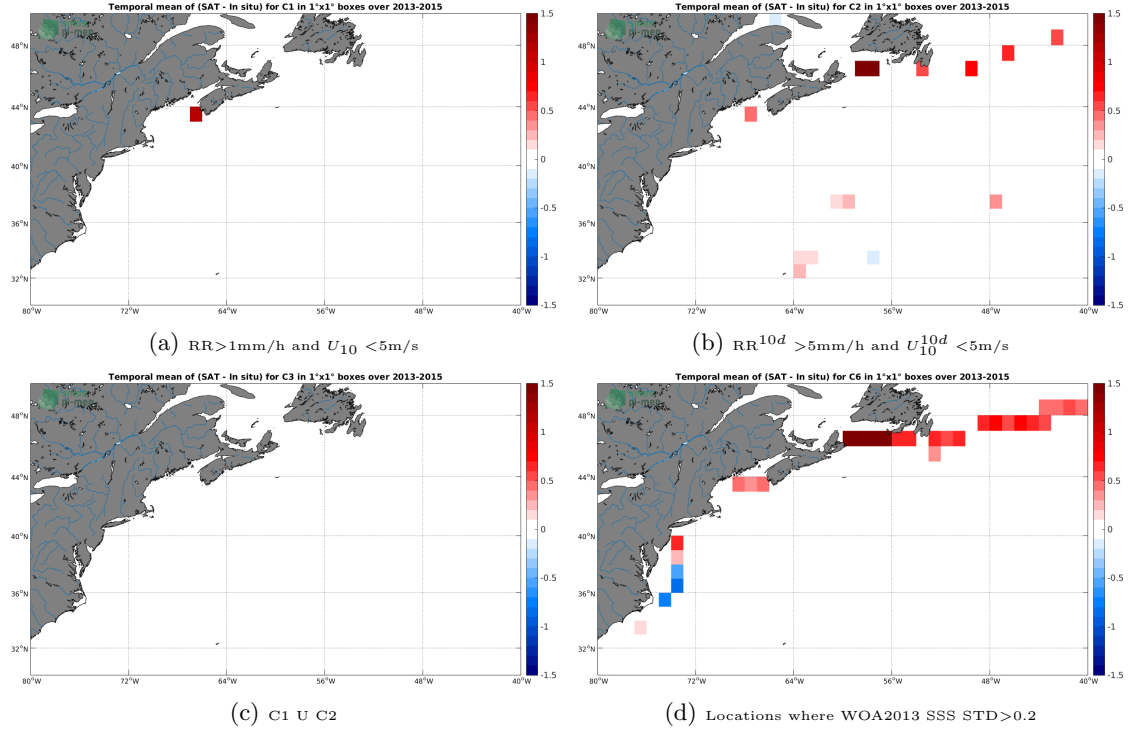 Temporal mean of (SAT - In situ) for C1 in 1°x1° boxes over 2013-2015
48°N
44°N
40°N
36°N
32°N
80°W 72°W 64°W 56°W 48°W 40°W
1.5
1
0.5
0
-0.5
-1
-1.5
(a) RR>1mm/h and U10 <5m/s
Temporal mean of (SAT - In situ) for C2 in 1°x1° boxes over 2013-2015
48°N
44°N
40°N
36°N
32°N
80°W 72°W 64°W 56°W 48°W 40°W
1.5
1
0.5
0
-0.5
-1
-1.5
(b) RR10d >5mm/h and U10 10d <5m/s
Temporal mean of (SAT - In situ) for C3 in 1°x1° boxes over 2013-2015
pi-mep
48°N
44°N
40°N
36°N
32°N
80°W 72°W 64°W 56°W 48°W 40°W
1.5
1
0.5
0
-0.5
-1
-1.5
(c) C1 U C2
Temporal mean of (SAT - In situ) for C6 in 1°x1° boxes over 2013-2015
pi-mep
48°N
44°N
40°N
36°N
32°N
80°W 72°W 64°W 56°W 48°W 40°W
1.5
1
0.5
0
-0.5
-1
-1.5
(d) Locations where WOA2013 SSS STD>0.2